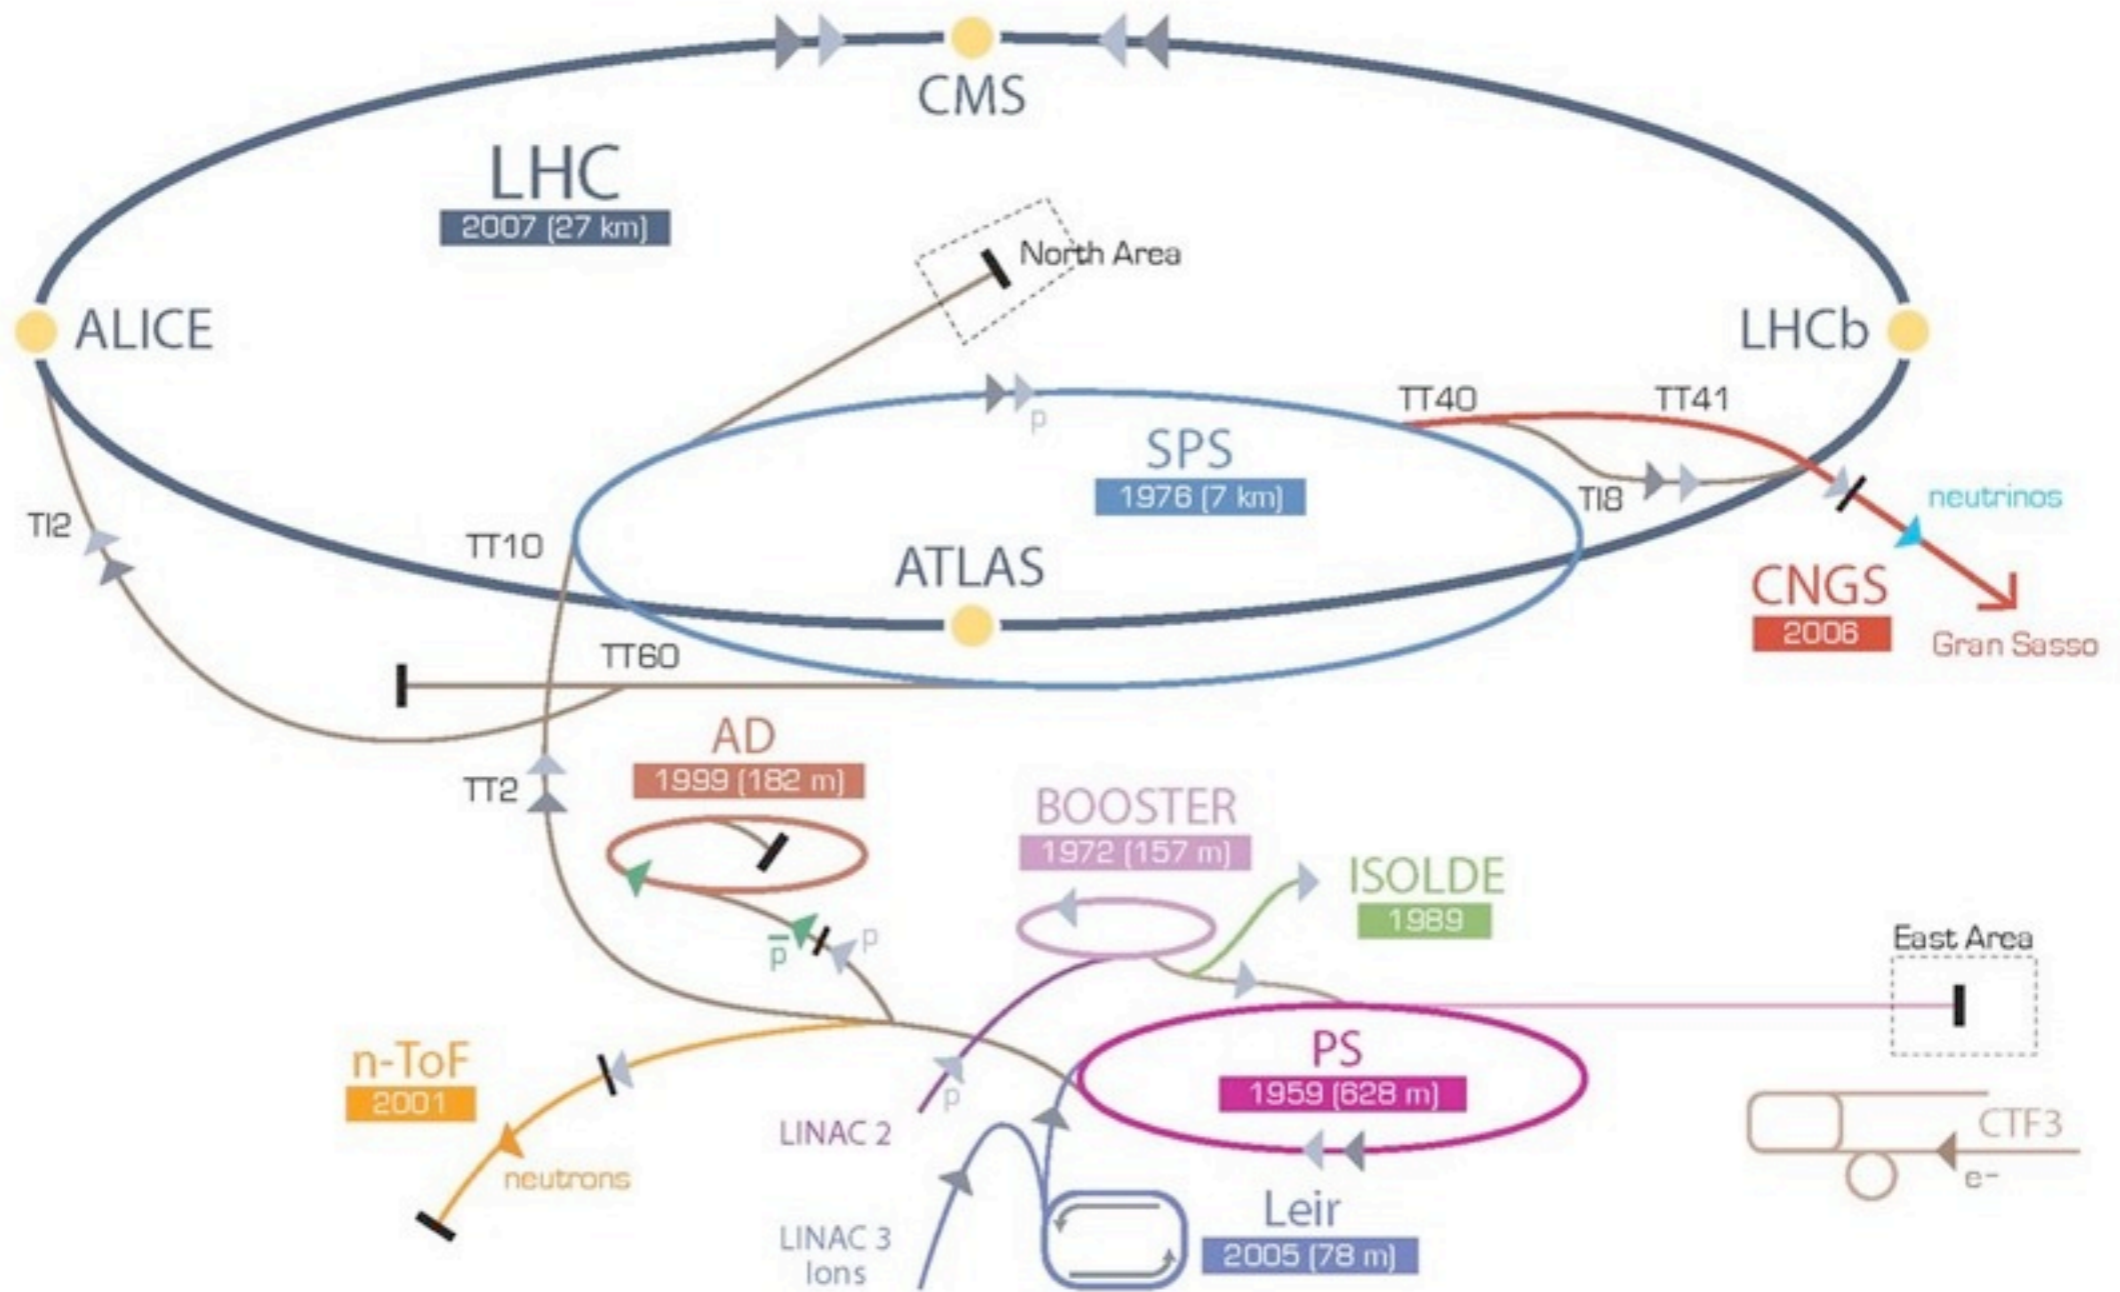 CMS
LHC
2007 (27 km)
North Area
ALICE
LHCb
TT40
TT41
p
SPS
1976 (7 km)
TI8
neutrinos
TI2
TT10
ATLAS
CNGS
2006
Gran Sasso
TT60
AD
1999 (182 m)
TT2
BOOSTER
1972 (157 m)
ISOLDE
1989
p
p̅
East Area
n-ToF
2001
PS
1959 (628 m)
p
LINAC 2
CTF3
e-
neutrons
Leir
2005 (78 m)
LINAC 3
Ions